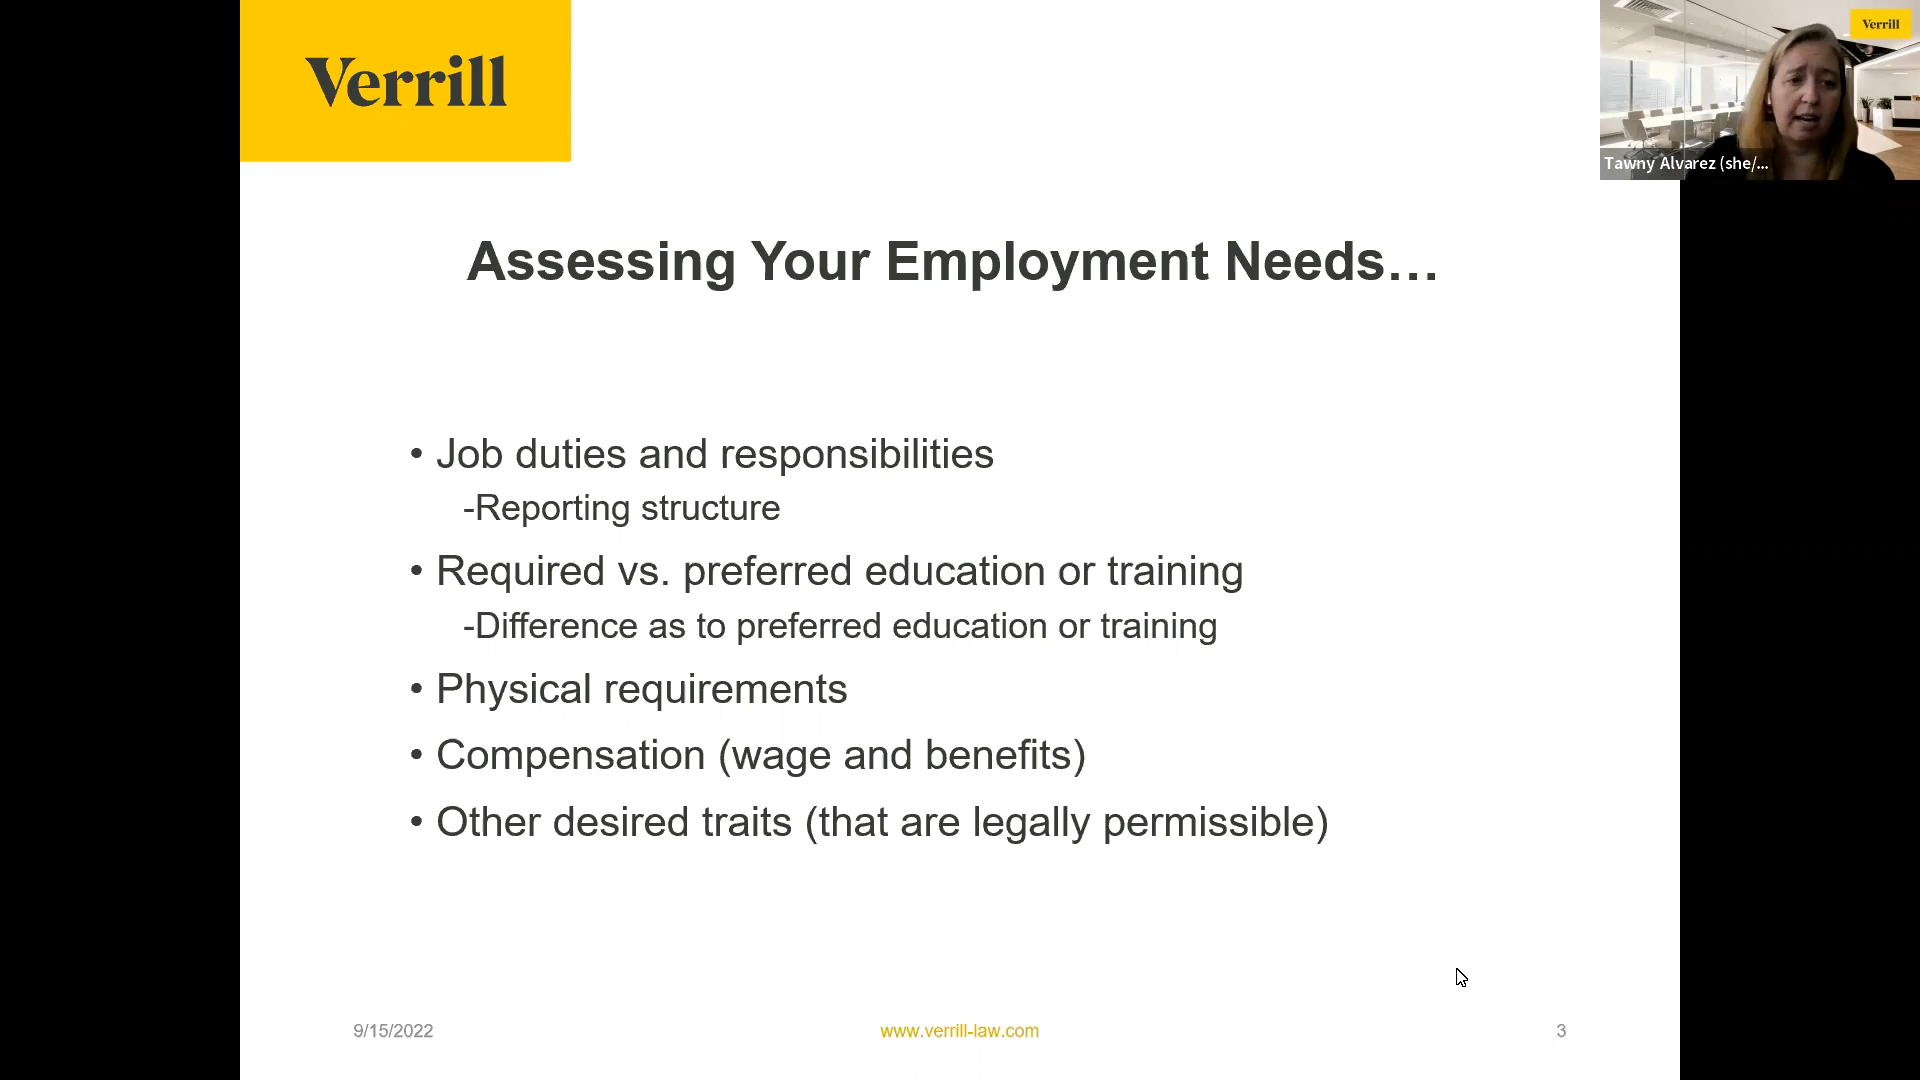 Verrill
Verrill
Tawny Alvarez (she/...
Assessing Your Employment Needs…
• Job duties and responsibilities
-Reporting structure
• Required vs. preferred education or training
-Difference as to preferred education or training
• Physical requirements
• Compensation (wage and benefits)
• Other desired traits (that are legally permissible)
9/15/2022
www.verrill-law.com
3